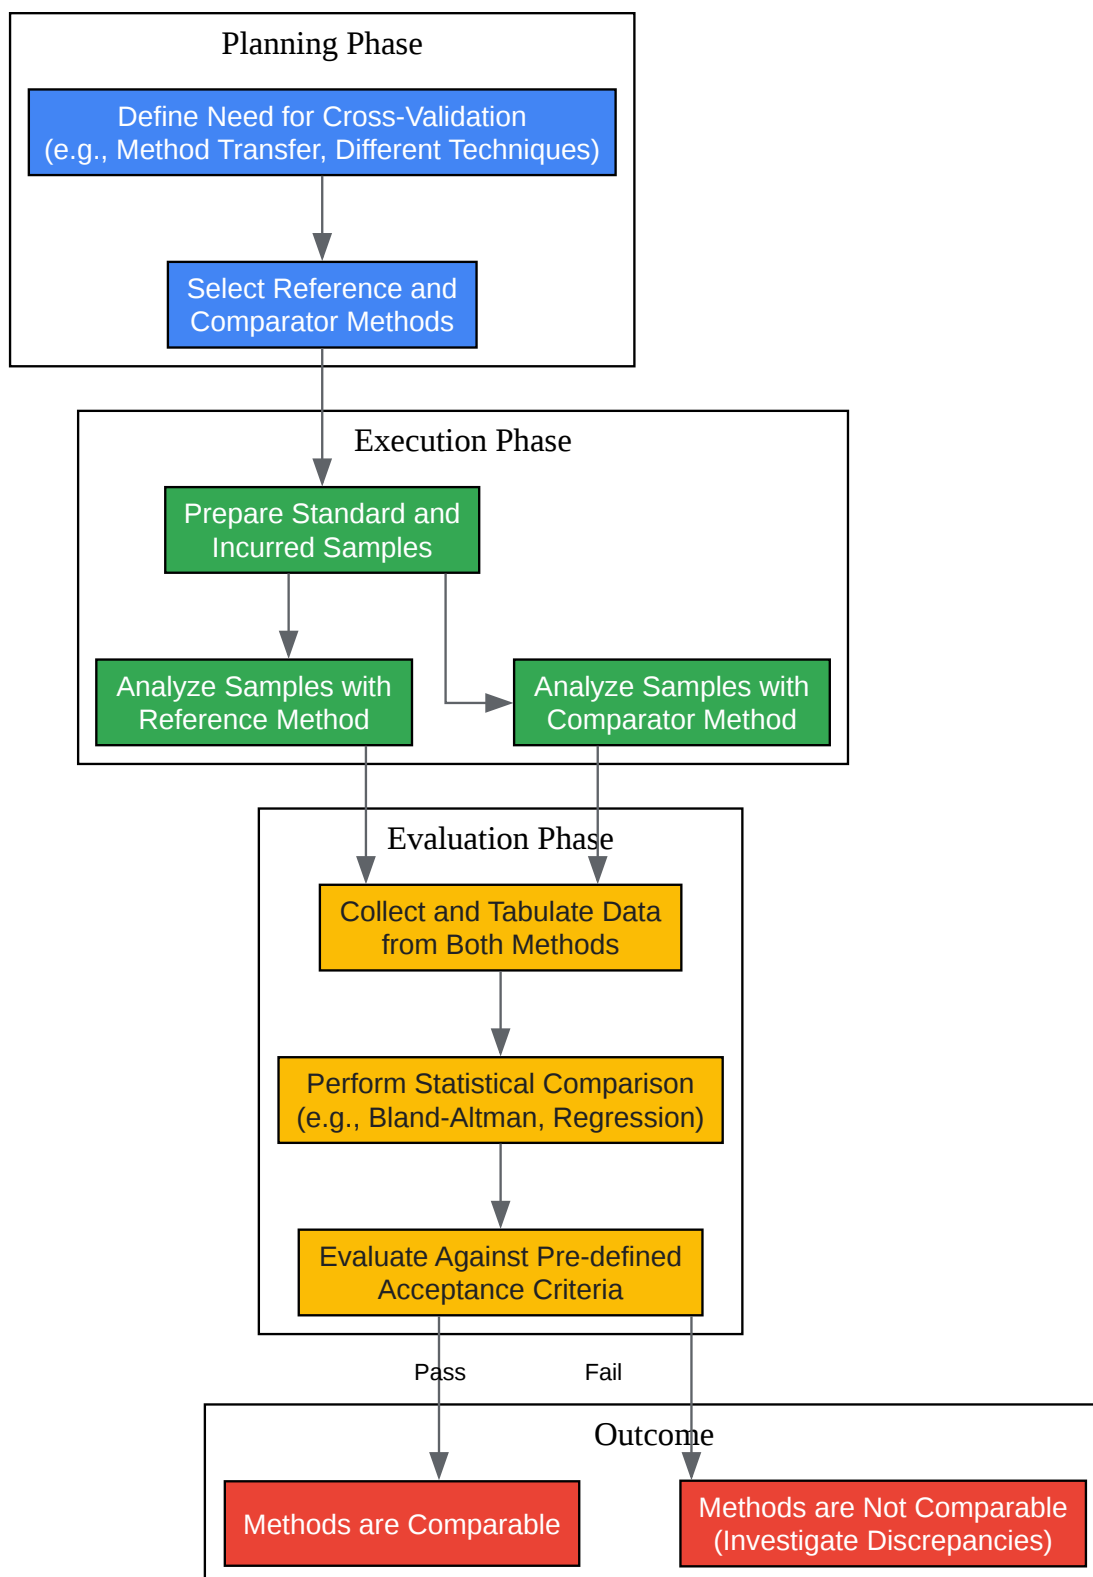 Planning Phase
Define Need for Cross-Validation
(e.g., Method Transfer, Different Techniques)
Select Reference and
Comparator Methods
Execution Phase
Prepare Standard and
Incurred Samples
Analyze Samples with
Reference Method
Analyze Samples with
Comparator Method
Evaluation Phase
Collect and Tabulate Data
from Both Methods
Perform Statistical Comparison
(e.g., Bland-Altman, Regression)
Evaluate Against Pre-defined
Acceptance Criteria
Pass
Fail
Outcome
Methods are Comparable
Methods are Not Comparable
(Investigate Discrepancies)